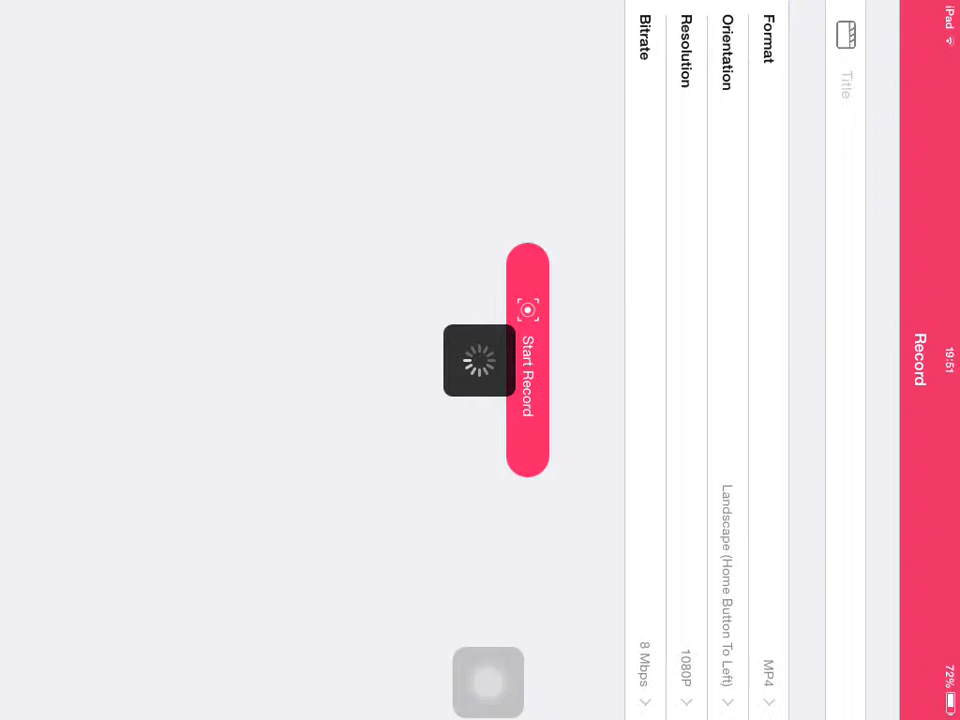 iPad 19:51 72%
Record
Title
Format MP4
Orientation Landscape (Home Button To Left)
Resolution 1080P
Bitrate 8 Mbps
Start Record